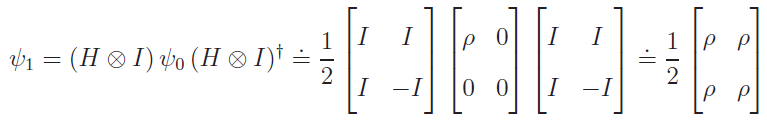 ψ₁ = (H ⊗ I) ψ₀ (H ⊗ I)† ≐ 1/2 [I I; I −I] [ρ 0; 0 0] [I I; I −I] ≐ 1/2 [ρ ρ; ρ ρ]